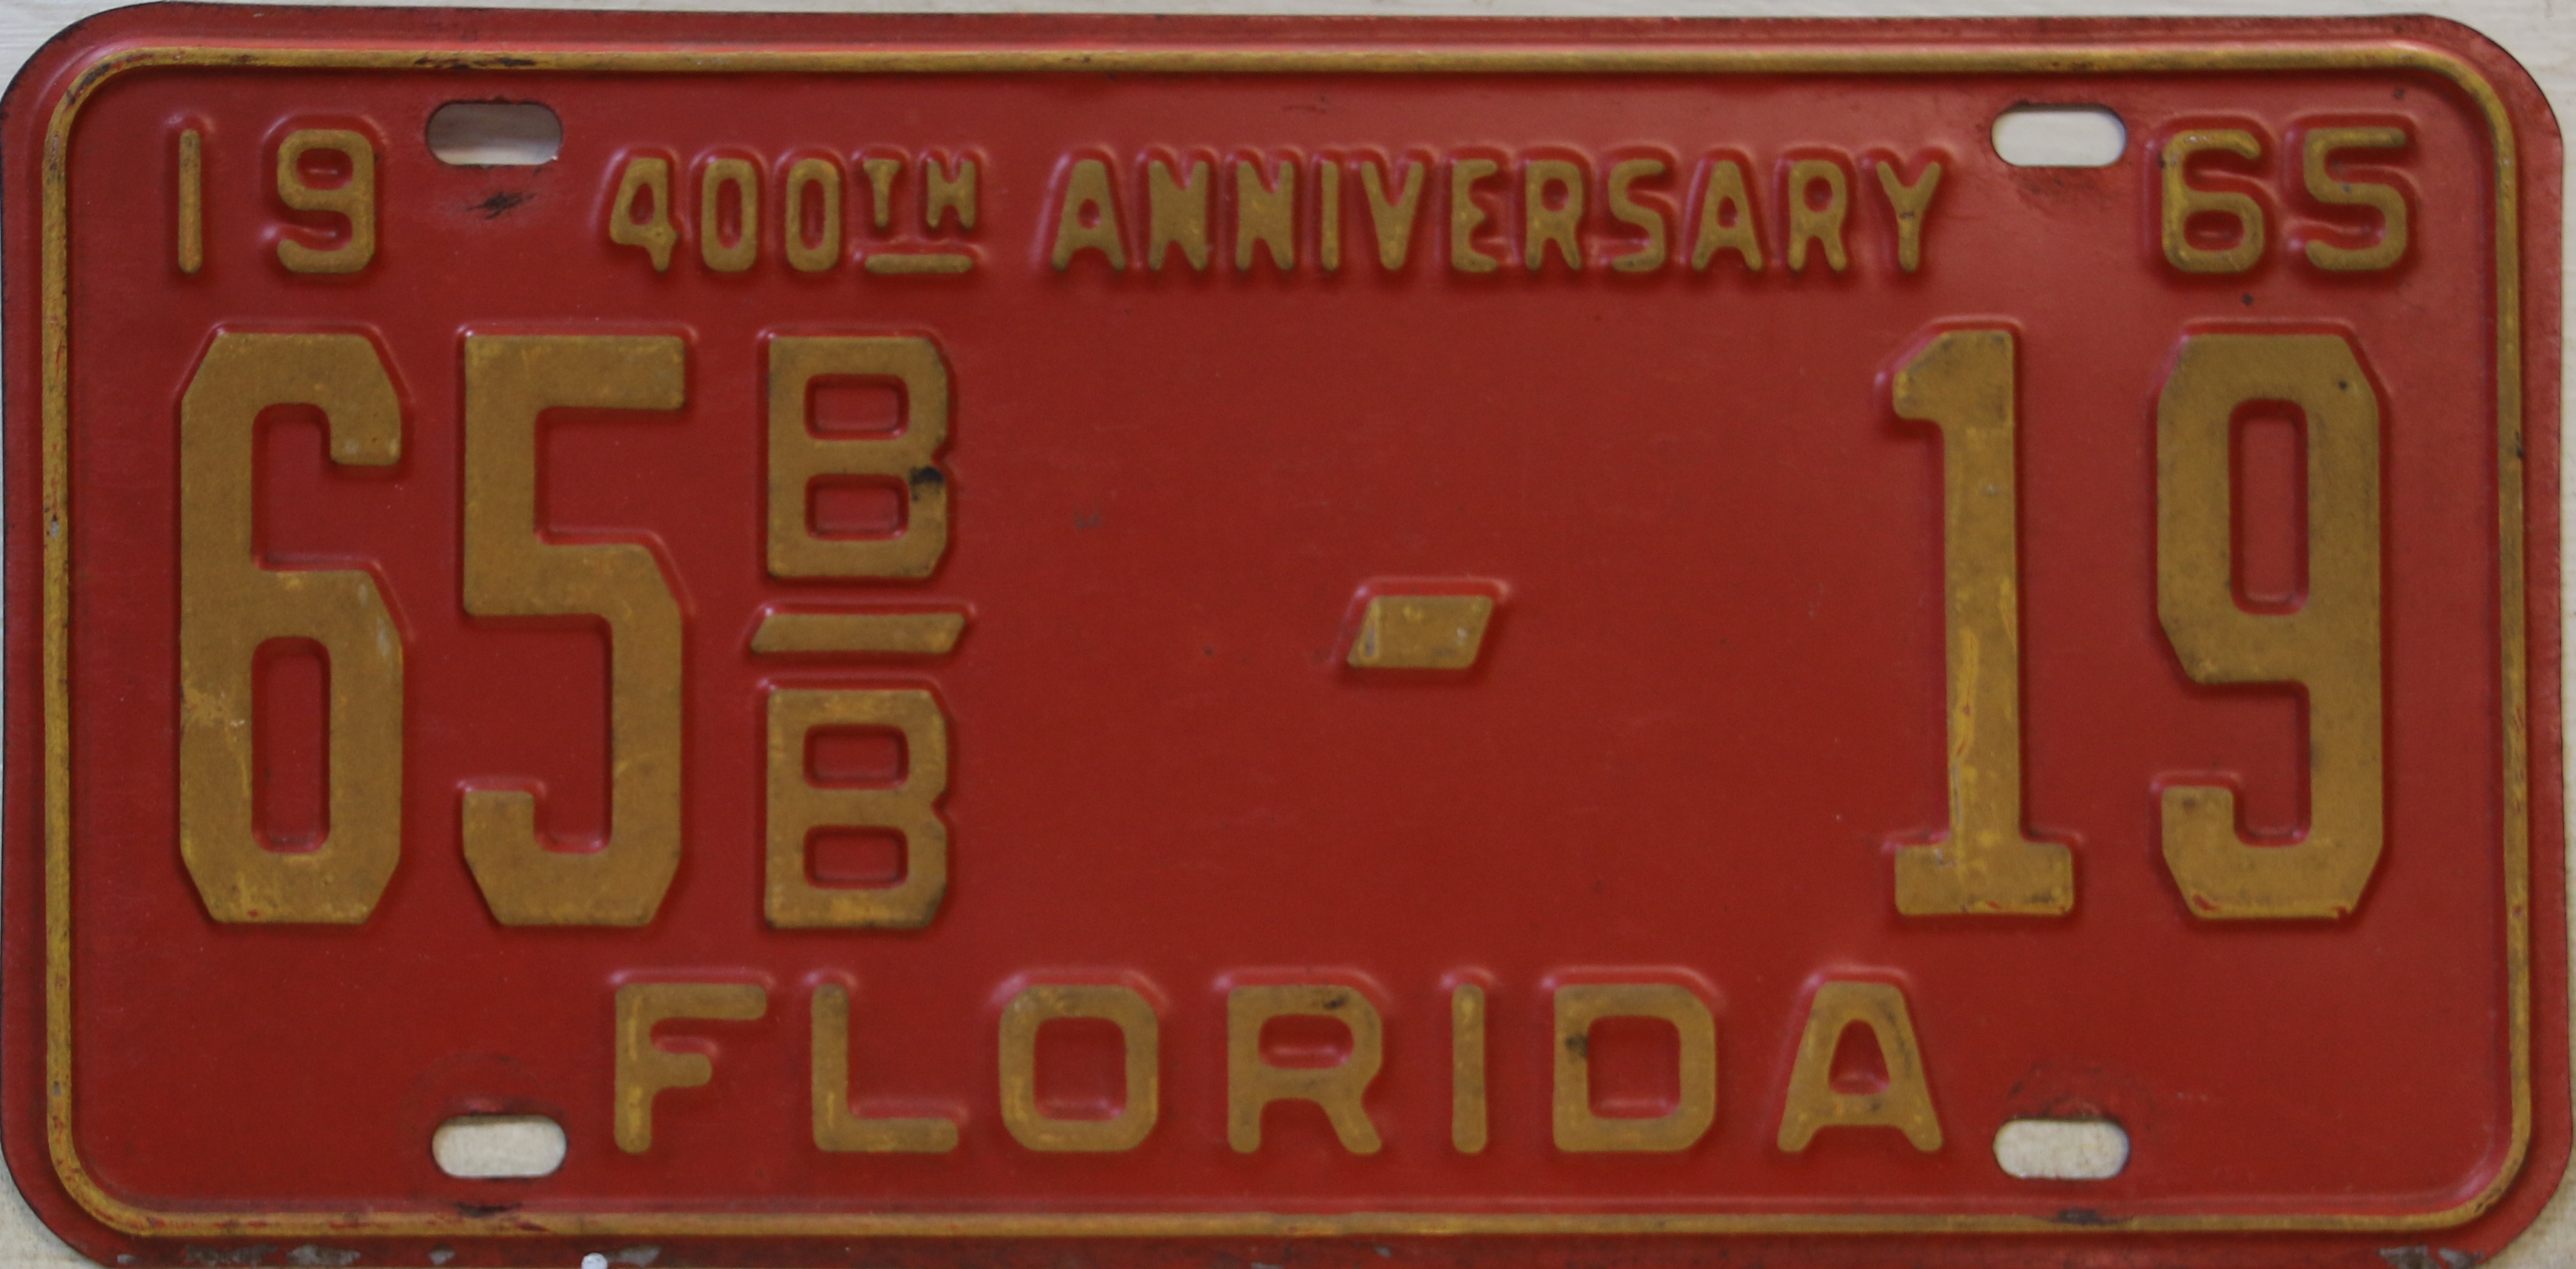 19 400TH ANNIVERSARY 65
65 B/B - 19
FLORIDA